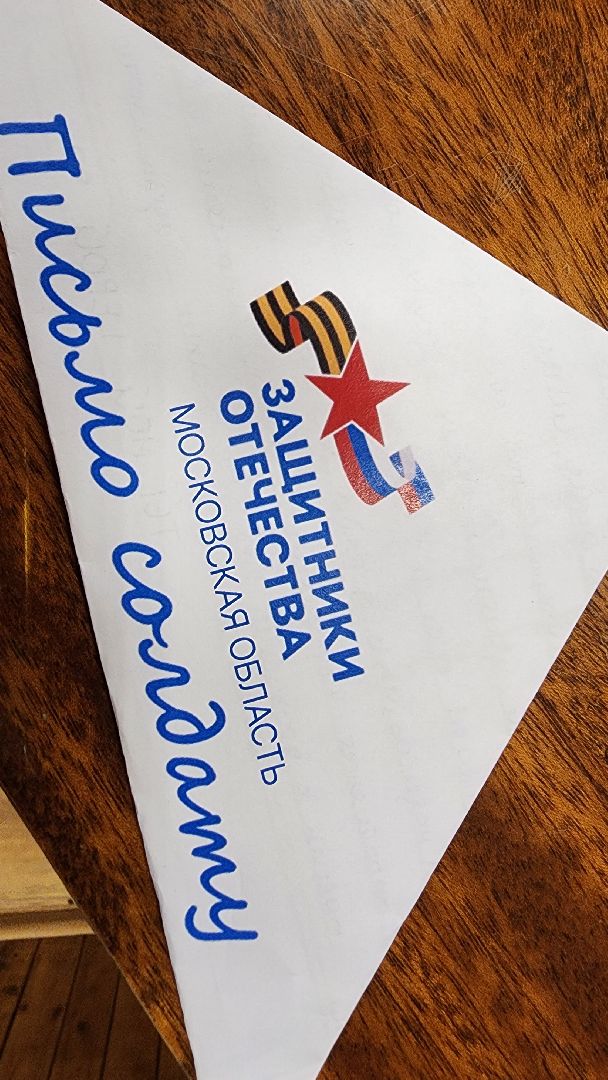 ЗАЩИТНИКИ
ОТЕЧЕСТВА
МОСКОВСКАЯ ОБЛАСТЬ
Письмо солдату